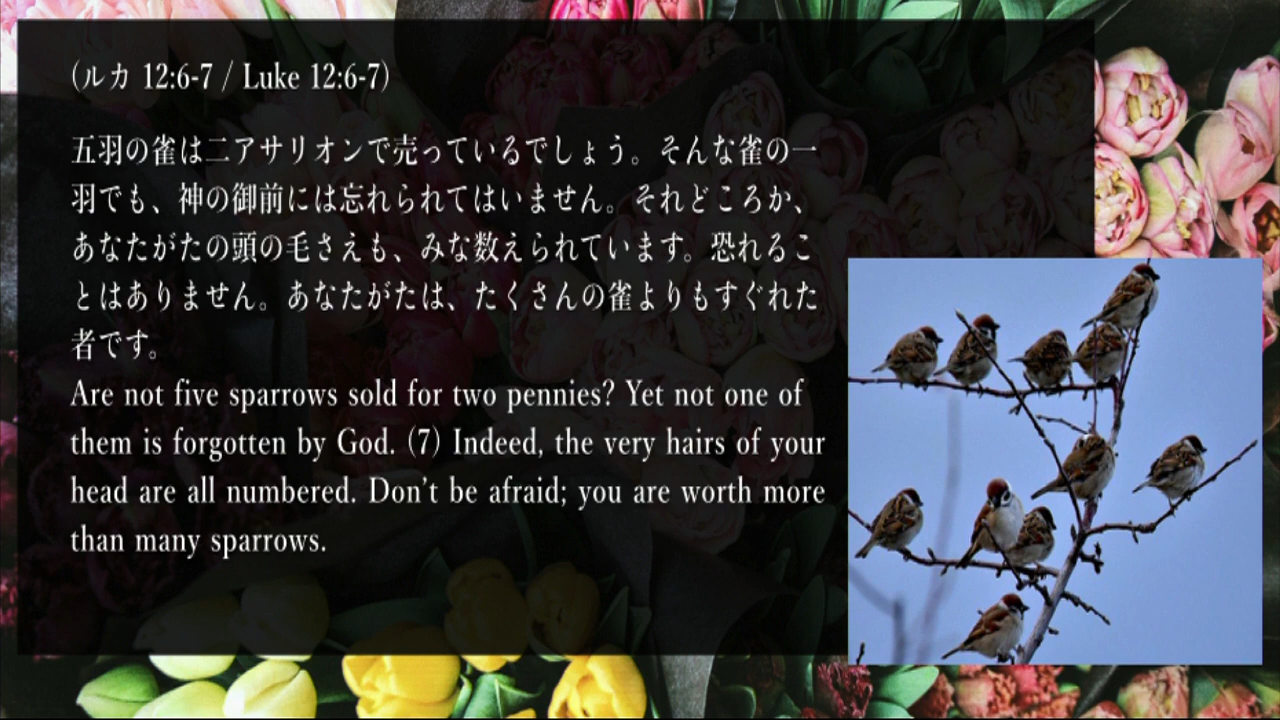 (ルカ 12:6-7 / Luke 12:6-7)
五羽の雀は二アサリオンで売っているでしょう。そんな雀の一
羽でも、神の御前には忘れられてはいません。それどころか、
あなたがたの頭の毛さえも、みな数えられています。恐れるこ
とはありません。あなたがたは、たくさんの雀よりもすぐれた
者です。
Are not five sparrows sold for two pennies? Yet not one of
them is forgotten by God. (7) Indeed, the very hairs of your
head are all numbered. Don't be afraid; you are worth more
than many sparrows.